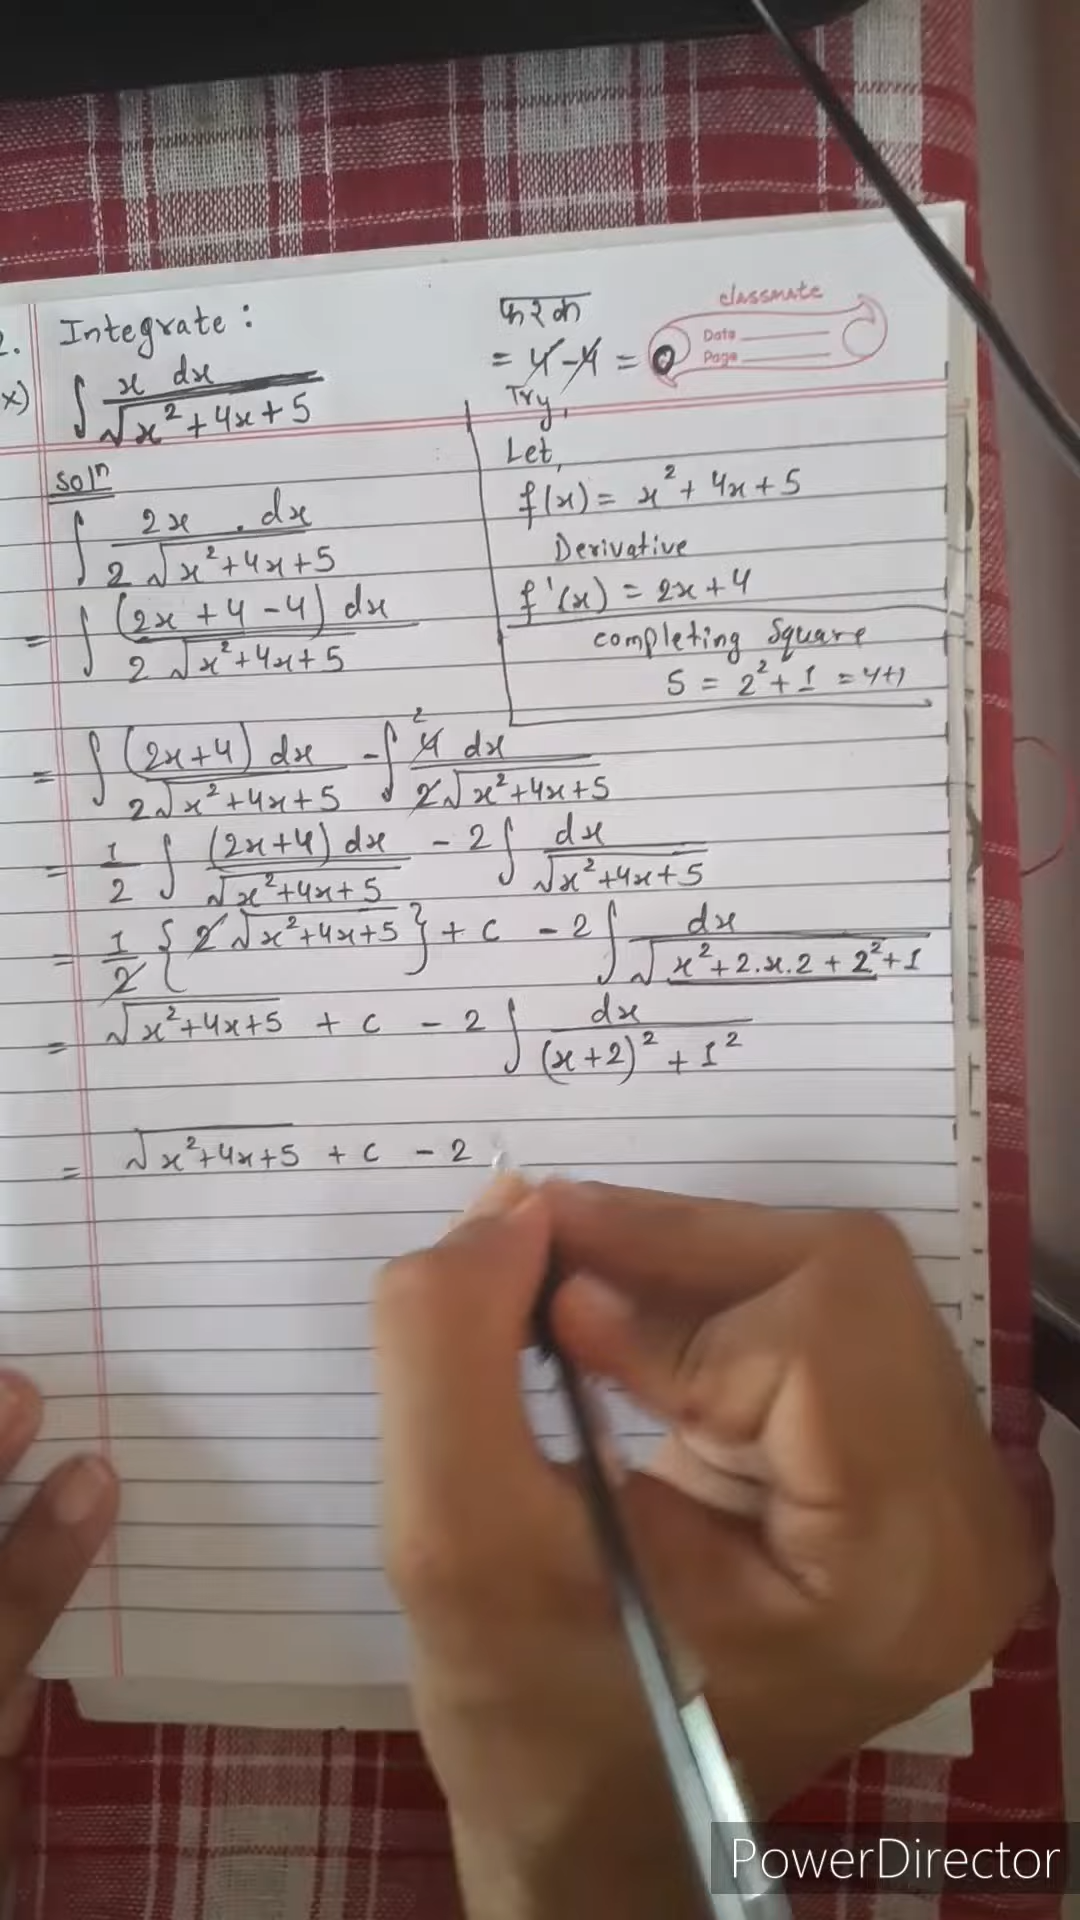 2.
Integrate :
x)
∫ x dx / √x²+4x+5
फरक
= 4-4 = 0
classmate
Date
Page
Try,
Let,
f(x) = x²+4x+5
Derivative
f'(x) = 2x+4
completing Square
5 = 2²+1 = 4+1
Solⁿ
∫ 2x . dx / 2√x²+4x+5
= ∫ (2x+4-4) dx / 2√x²+4x+5
= ∫ (2x+4) dx / 2√x²+4x+5 - ∫ 4 2 dx / 2√x²+4x+5
= 1/2 ∫ (2x+4) dx / √x²+4x+5 - 2 ∫ dx / √x²+4x+5
= 1/2 { 2√x²+4x+5 } + c - 2 ∫ dx / √x²+2.x.2+2²+1
= √x²+4x+5 + c - 2 ∫ dx / (x+2)²+1²
= √x²+4x+5 + c - 2
PowerDirector